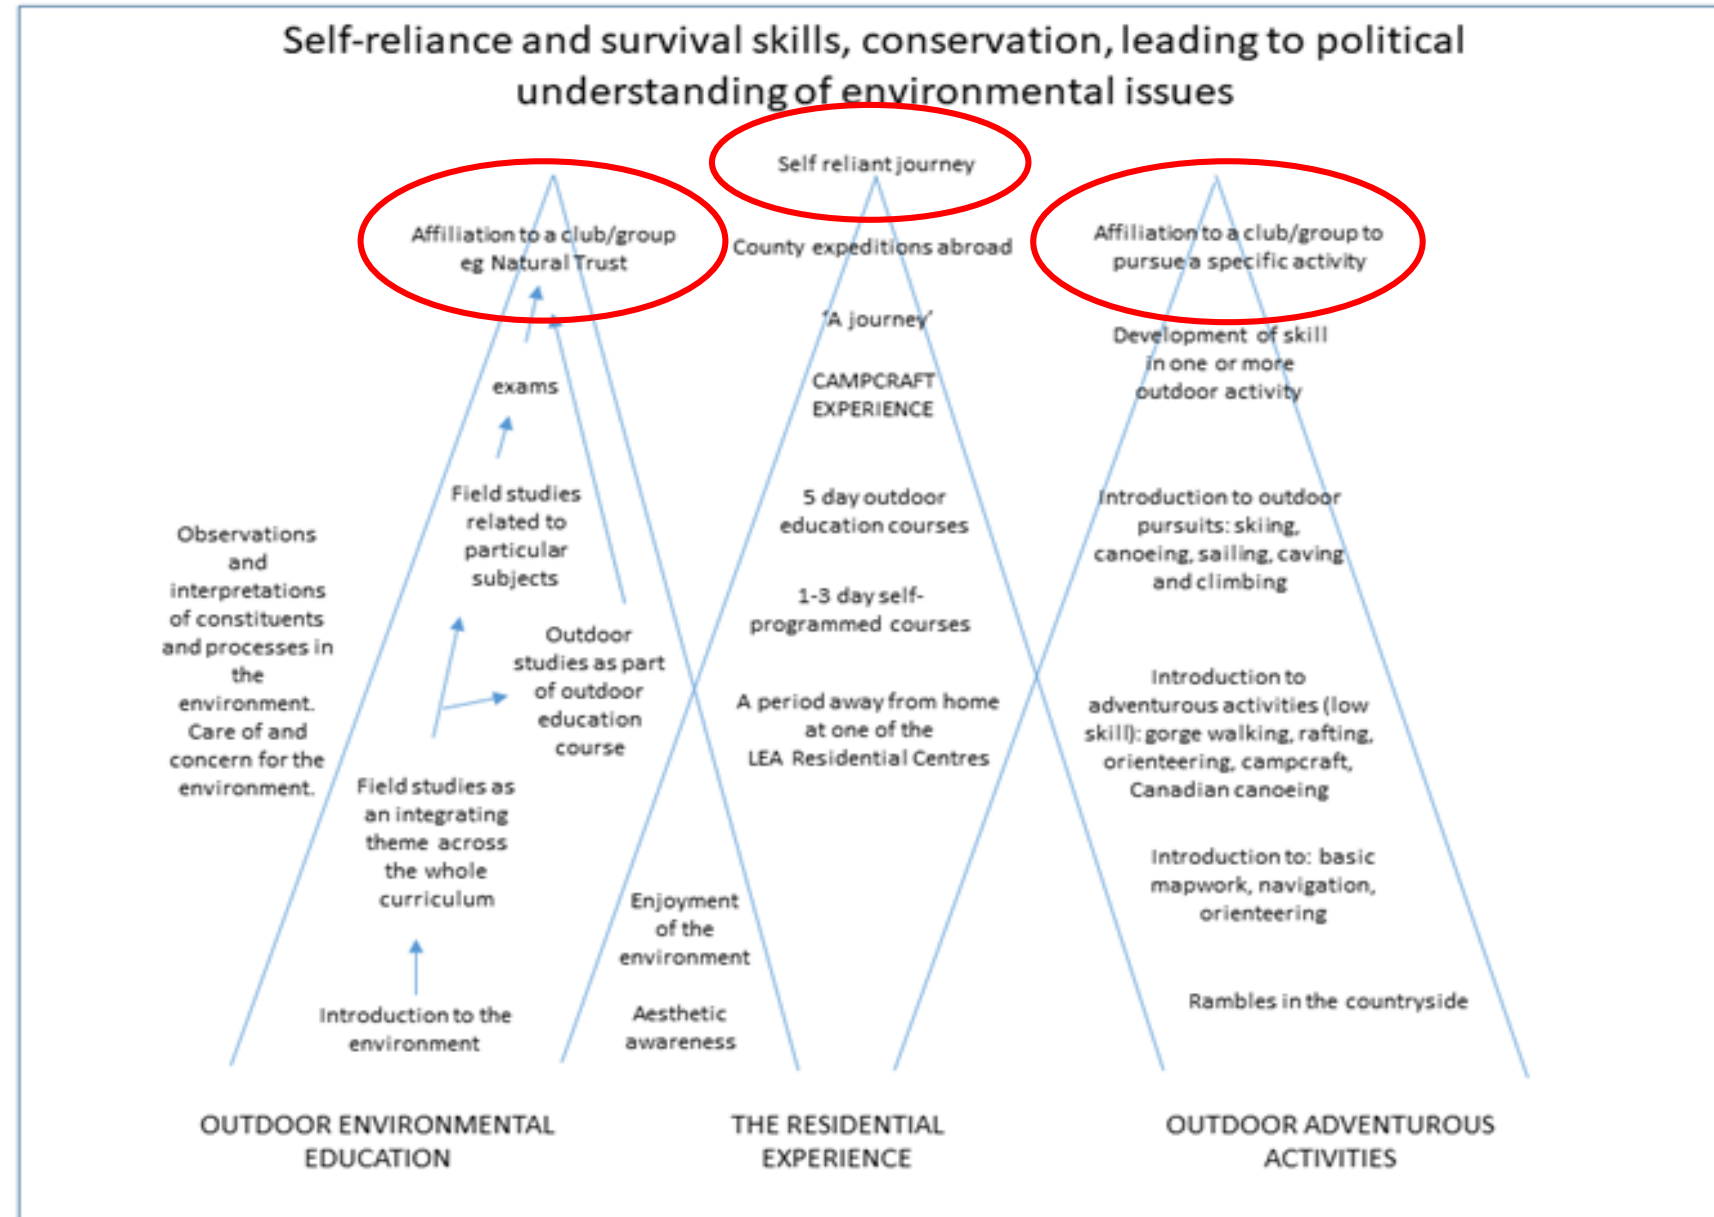 Self-reliance and survival skills, conservation, leading to political
understanding of environmental issues
Affiliation to a club/group
eg Natural Trust
exams
Field studies
related to
particular
subjects
Observations
and
interpretations
of constituents
and processes in
the
environment.
Care of and
concern for the
environment.
Outdoor
studies as part
of outdoor
education
course
Field studies as
an integrating
theme across
the whole
curriculum
Introduction to the
environment
OUTDOOR ENVIRONMENTAL
EDUCATION
Self reliant journey
County expeditions abroad
'A journey'
CAMPCRAFT
EXPERIENCE
5 day outdoor
education courses
1-3 day self-
programmed courses
A period away from home
at one of the
LEA Residential Centres
Enjoyment
of the
environment
Aesthetic
awareness
THE RESIDENTIAL
EXPERIENCE
Affiliation to a club/group to
pursue a specific activity
Development of skill
in one or more
outdoor activity
Introduction to outdoor
pursuits: skiing,
canoeing, sailing, caving
and climbing
Introduction to
adventurous activities (low
skill): gorge walking, rafting,
orienteering, campcraft,
Canadian canoeing
Introduction to: basic
mapwork, navigation,
orienteering
Rambles in the countryside
OUTDOOR ADVENTUROUS
ACTIVITIES